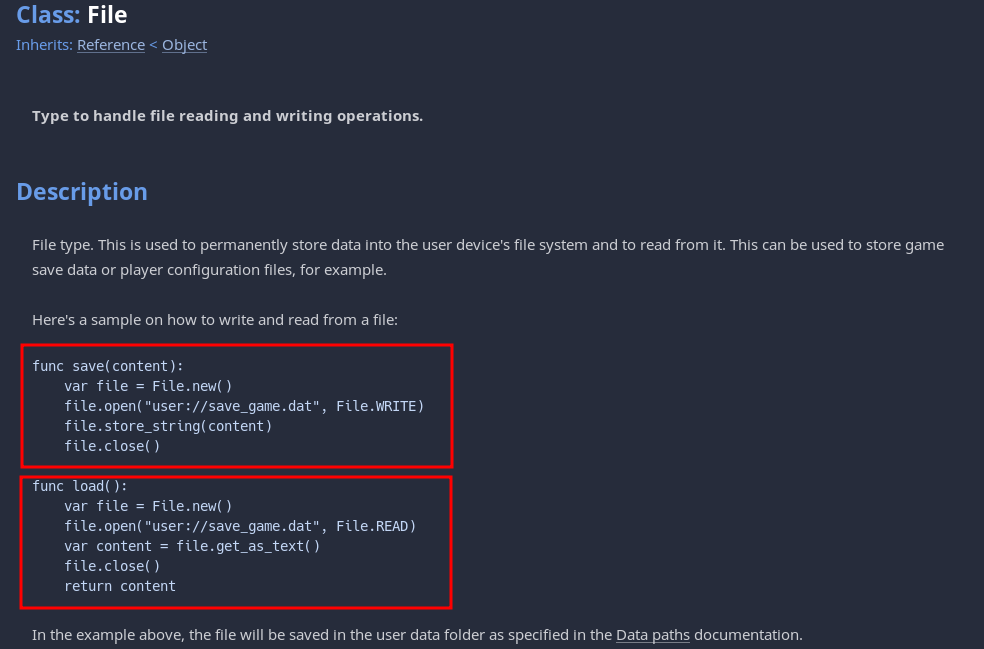 Class: File
Inherits: Reference < Object
Type to handle file reading and writing operations.
Description
File type. This is used to permanently store data into the user device's file system and to read from it. This can be used to store game
save data or player configuration files, for example.
Here's a sample on how to write and read from a file:
func save(content):
    var file = File.new()
    file.open("user://save_game.dat", File.WRITE)
    file.store_string(content)
    file.close()
func load():
    var file = File.new()
    file.open("user://save_game.dat", File.READ)
    var content = file.get_as_text()
    file.close()
    return content
In the example above, the file will be saved in the user data folder as specified in the Data paths documentation.